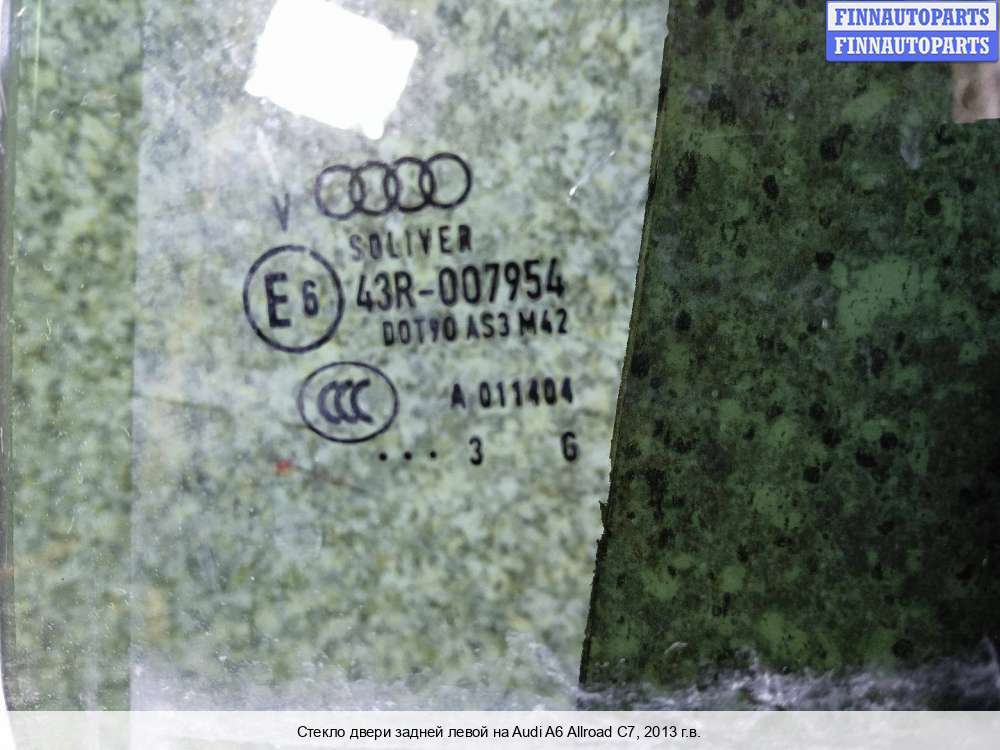 FINNAUTOPARTS
FINNAUTOPARTS
V
SOLIVER
E6 43R-007954
DOT90 AS3 M42
CCC A 011404
... 3 G
Стекло двери задней левой на Audi A6 Allroad C7, 2013 г.в.